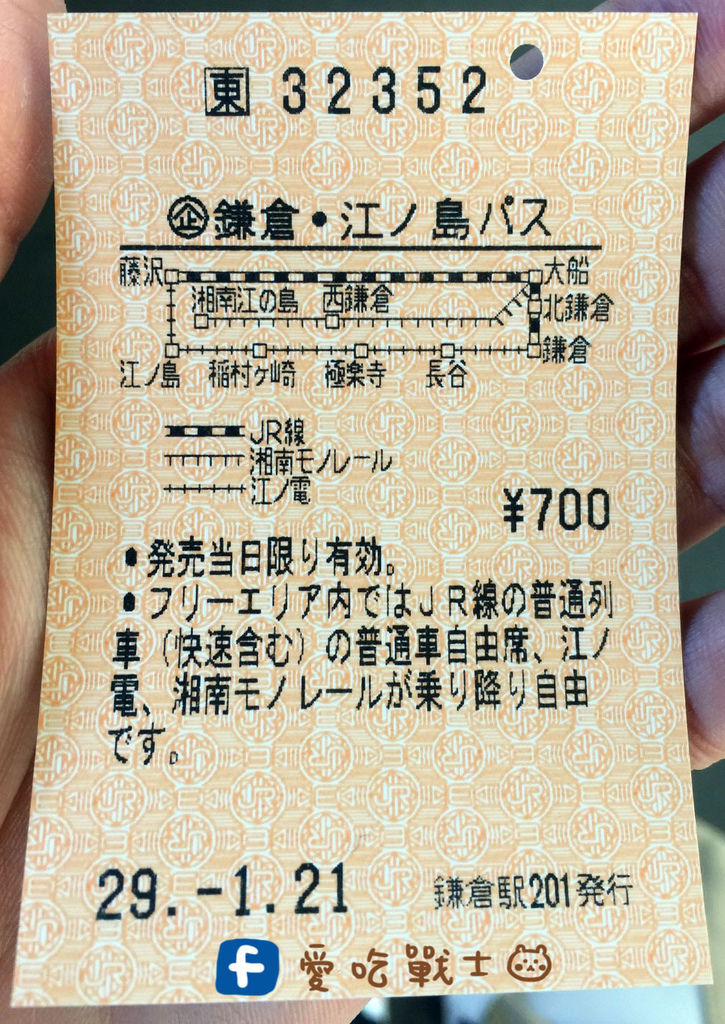 東 32352
企鎌倉・江ノ島パス
藤沢 大船
湘南江の島 西鎌倉 北鎌倉
鎌倉
江ノ島 稲村ヶ崎 極楽寺 長谷
JR線
湘南モノレール
江ノ電
¥700
•発売当日限り有効。
•フリーエリア内ではJR線の普通列
車(快速含む)の普通車自由席、江ノ
電、湘南モノレールが乗り降り自由
です。
29.-1.21 鎌倉駅201発行
f 愛吃戰士